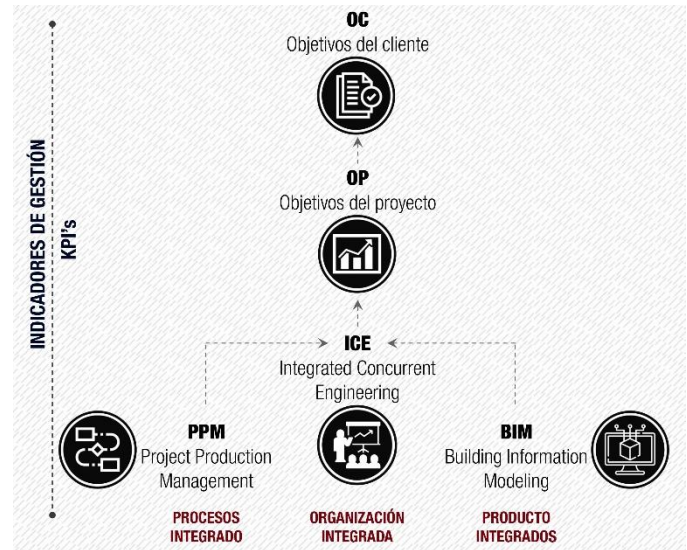 OC
Objetivos del cliente
OP
Objetivos del proyecto
INDICADORES DE GESTIÓN
KPI's
ICE
Integrated Concurrent
Engineering
PPM
Project Production
Management
BIM
Building Information
Modeling
PROCESOS
INTEGRADO
ORGANIZACIÓN
INTEGRADA
PRODUCTO
INTEGRADOS